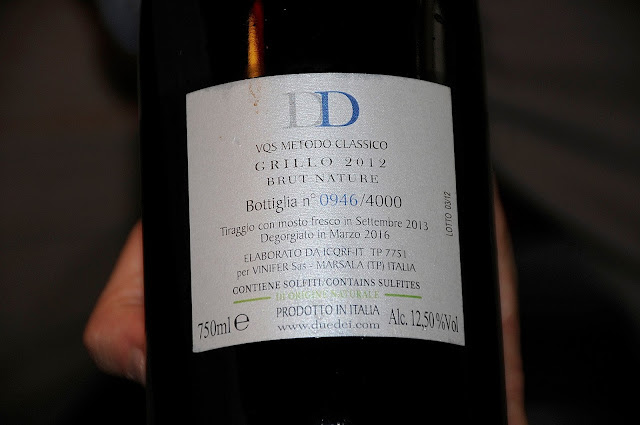 DD
VQS METODO CLASSICO
GRILLO 2012
BRUT NATURE
Bottiglia n° 0946/4000
Tiraggio con mosto fresco in Settembre 2013
Degorgiato in Marzo 2016
ELABORATO DA ICQRF-IT TP 7751
per VINIFER Sas - MARSALA (TP) ITALIA
CONTIENE SOLFITI/CONTAINS SULFITES
DI ORIGINE NATURALE
PRODOTTO IN ITALIA
750ml e www.duedei.com Alc. 12,50 %Vol
LOTTO 03/12